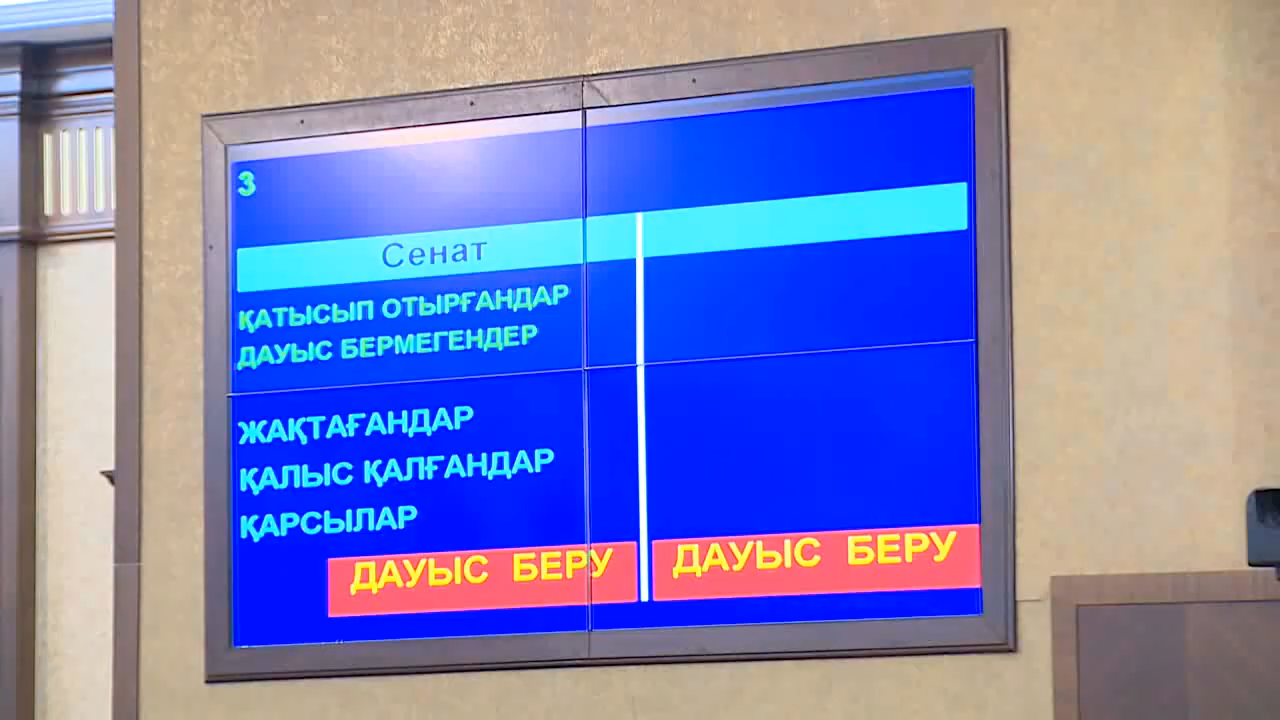 3
Сенат
ҚАТЫСЫП ОТЫРҒАНДАР
ДАУЫС БЕРМЕГЕНДЕР
ЖАҚТАҒАНДАР
ҚАЛЫС ҚАЛҒАНДАР
ҚАРСЫЛАР
ДАУЫС БЕРУ ДАУЫС БЕРУ